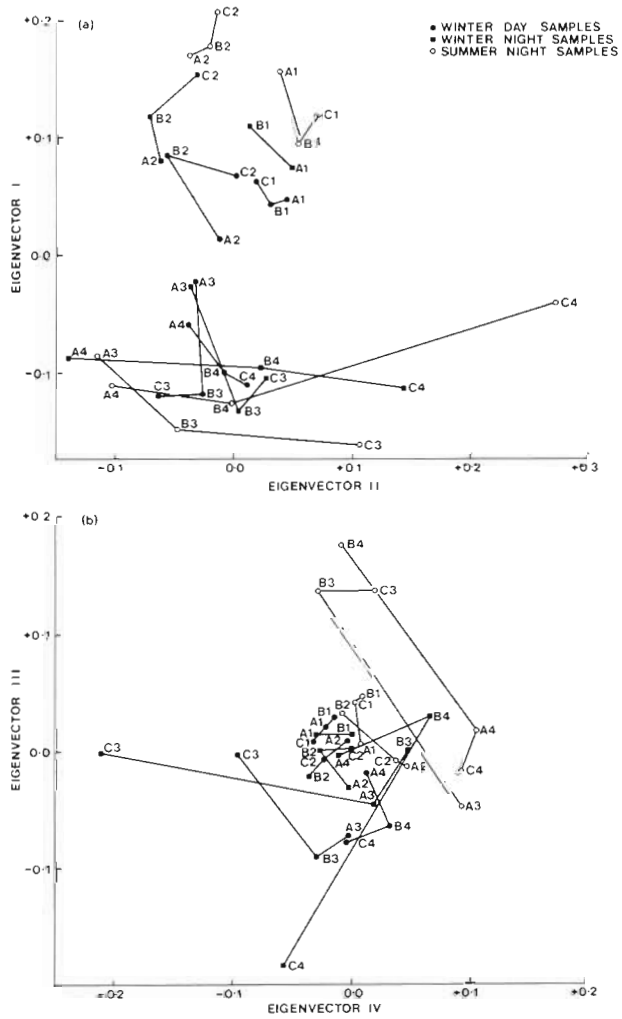 (a)
WINTER DAY SAMPLES
WINTER NIGHT SAMPLES
SUMMER NIGHT SAMPLES
+0·2
+0·1
0·0
-0·1
EIGENVECTOR I
C2
B2
A2
C2
B2
A2
B2
C2
A2
A1
C1
B1
B1
A1
C1
A1
B1
A3
A3
A4
A4
A3
B4
C4
B4
C4
C3
C4
A4
C3
B3
B4
B3
B3
C3
-0·1
0·0
+0·1
+0·2
+0·3
EIGENVECTOR II
(b)
+0·2
+0·1
0·0
-0·1
EIGENVECTOR III
B4
B3
C3
B1
C1
B2
B1
A1
A1
B1
C1
A2
B2
C2
A4
C2
A1
B2
A2
A4
A3
C2
B3
B4
A4
C4
A3
C3
C3
A3
B4
C4
B3
C4
-0·2
-0·1
0·0
+0·1
+0·2
EIGENVECTOR IV